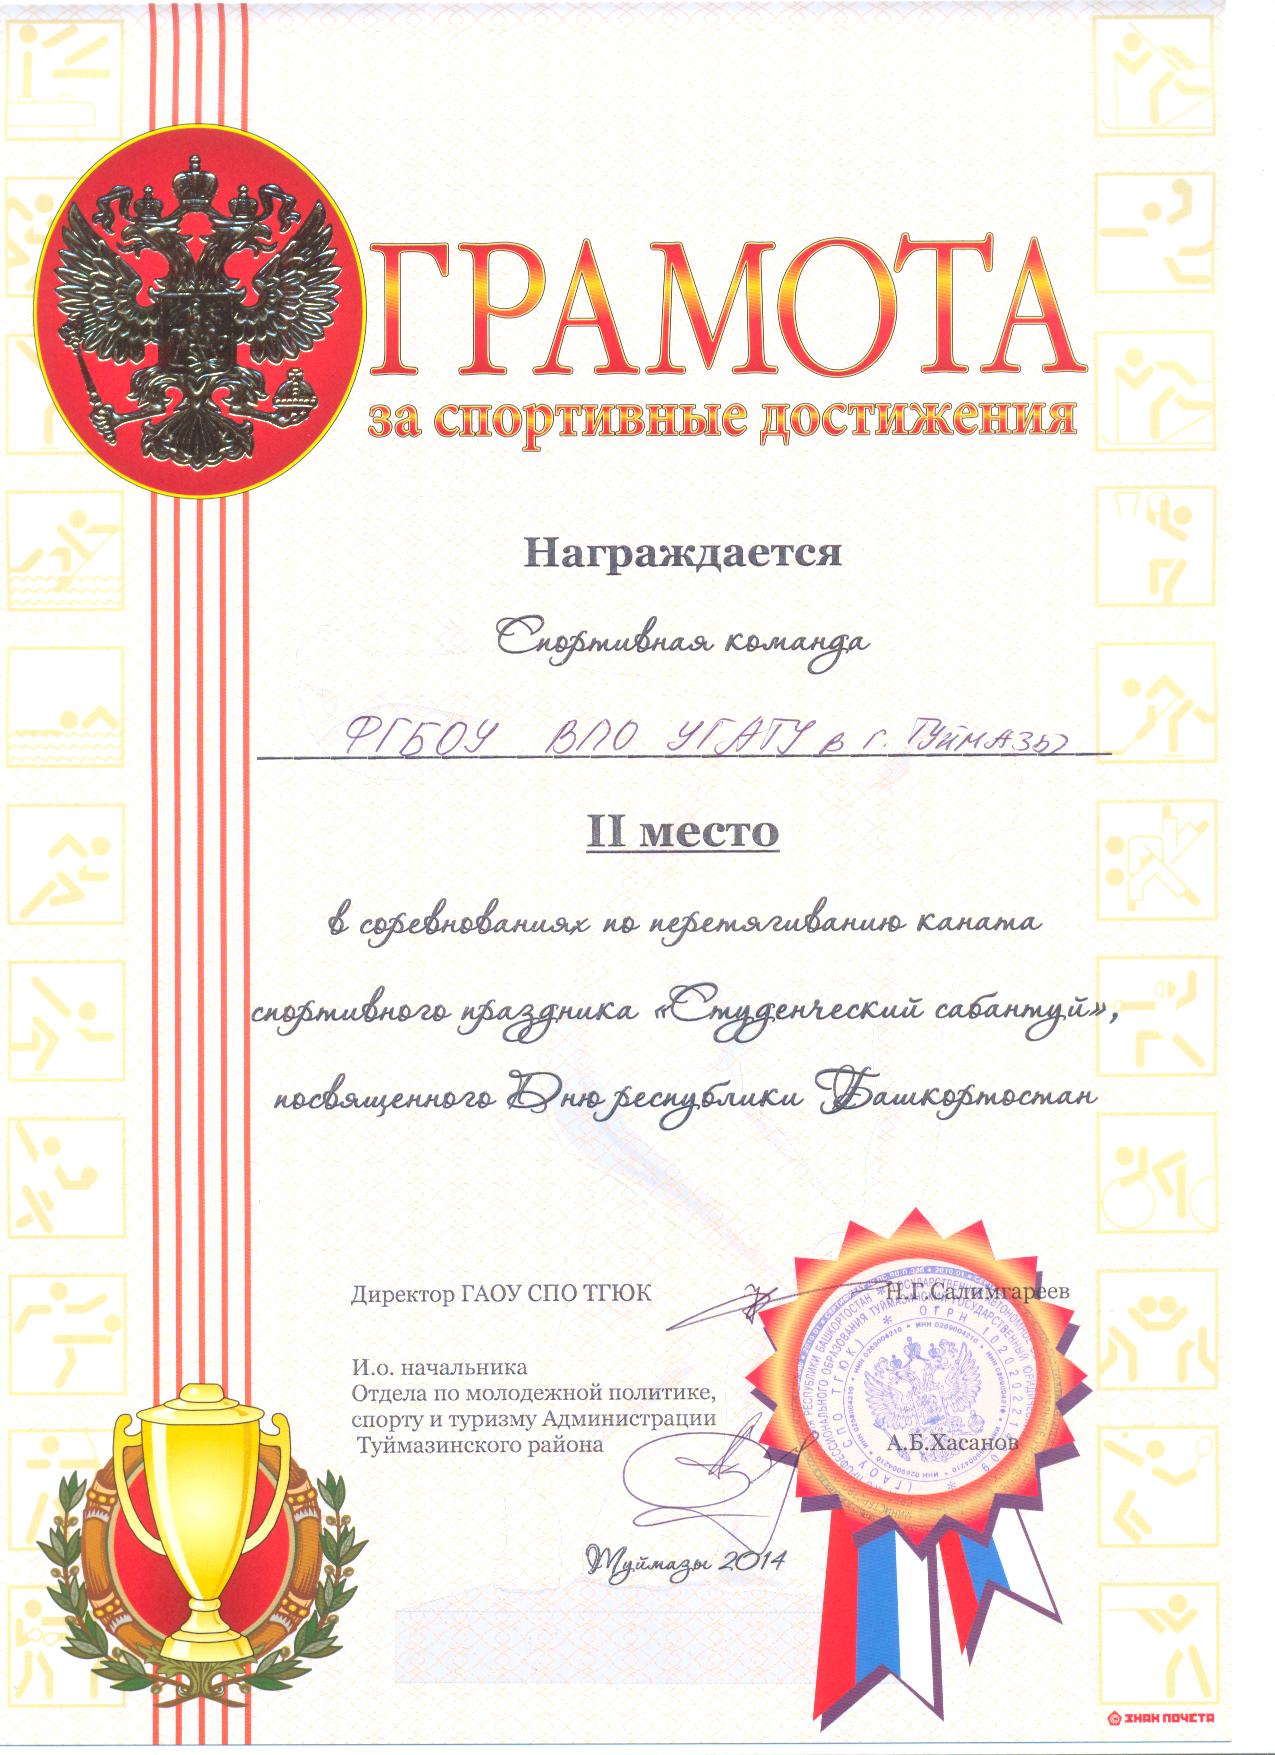 ГРАМОТА
за спортивные достижения
Награждается
Спортивная команда
ФГБОУ ВПО УГАТУ в г. Туймазы
II место
в соревнованиях по перетягиванию каната
спортивного праздника «Студенческий сабантуй»,
посвященного Дню республики Башкортостан
Директор ГАОУ СПО ТГЮК Н.Г.Салимгареев
И.о. начальника
Отдела по молодежной политике,
спорту и туризму Администрации
Туймазинского района А.Б.Хасанов
Туймазы 2014
ЗНАК ПОЧЕТА